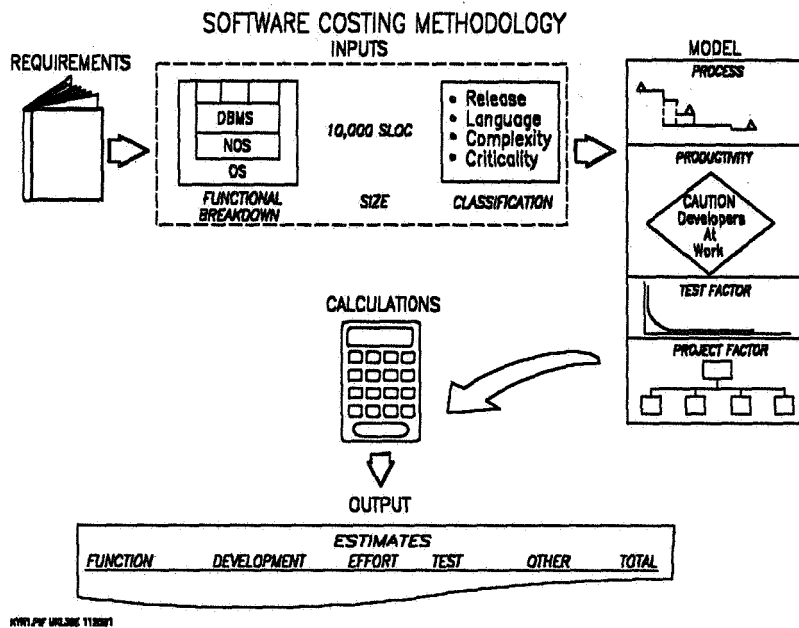 SOFTWARE COSTING METHODOLOGY
INPUTS
REQUIREMENTS
DBMS
NOS
OS
FUNCTIONAL
BREAKDOWN
10,000 SLOC
SIZE
• Release
• Language
• Complexity
• Criticality
CLASSIFICATION
MODEL
PROCESS
PRODUCTIVITY
CAUTION
Developers
At
Work
TEST FACTOR
PROJECT FACTOR
CALCULATIONS
OUTPUT
ESTIMATES
FUNCTION DEVELOPMENT EFFORT TEST OTHER TOTAL